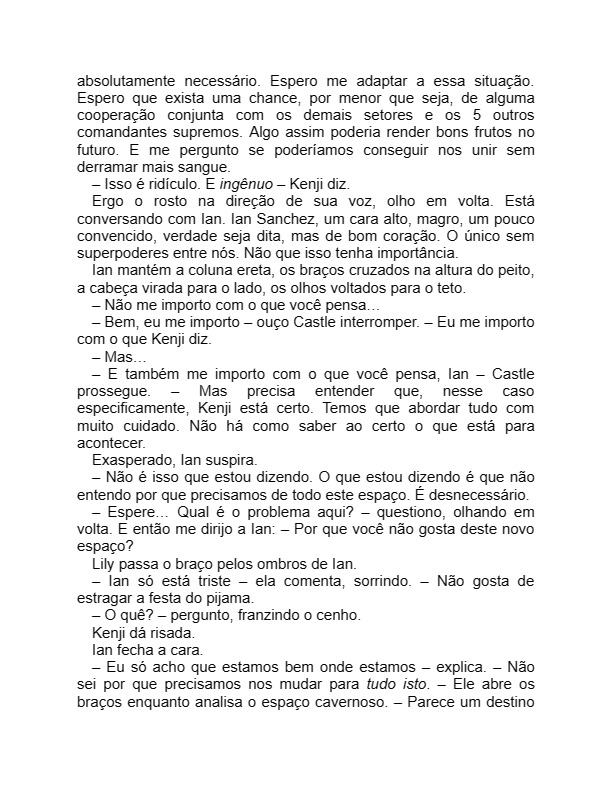 absolutamente necessário. Espero me adaptar a essa situação.
Espero que exista uma chance, por menor que seja, de alguma
cooperação conjunta com os demais setores e os 5 outros
comandantes supremos. Algo assim poderia render bons frutos no
futuro. E me pergunto se poderíamos conseguir nos unir sem
derramar mais sangue.
– Isso é ridículo. E ingênuo – Kenji diz.
Ergo o rosto na direção de sua voz, olho em volta. Está
conversando com Ian. Ian Sanchez, um cara alto, magro, um pouco
convencido, verdade seja dita, mas de bom coração. O único sem
superpoderes entre nós. Não que isso tenha importância.
Ian mantém a coluna ereta, os braços cruzados na altura do peito,
a cabeça virada para o lado, os olhos voltados para o teto.
– Não me importo com o que você pensa…
– Bem, eu me importo – ouço Castle interromper. – Eu me importo
com o que Kenji diz.
– Mas…
– E também me importo com o que você pensa, Ian – Castle
prossegue. – Mas precisa entender que, nesse caso
especificamente, Kenji está certo. Temos que abordar tudo com
muito cuidado. Não há como saber ao certo o que está para
acontecer.
Exasperado, Ian suspira.
– Não é isso que estou dizendo. O que estou dizendo é que não
entendo por que precisamos de todo este espaço. É desnecessário.
– Espere… Qual é o problema aqui? – questiono, olhando em
volta. E então me dirijo a Ian: – Por que você não gosta deste novo
espaço?
Lily passa o braço pelos ombros de Ian.
– Ian só está triste – ela comenta, sorrindo. – Não gosta de
estragar a festa do pijama.
– O quê? – pergunto, franzindo o cenho.
Kenji dá risada.
Ian fecha a cara.
– Eu só acho que estamos bem onde estamos – explica. – Não
sei por que precisamos nos mudar para tudo isto. – Ele abre os
braços enquanto analisa o espaço cavernoso. – Parece um destino